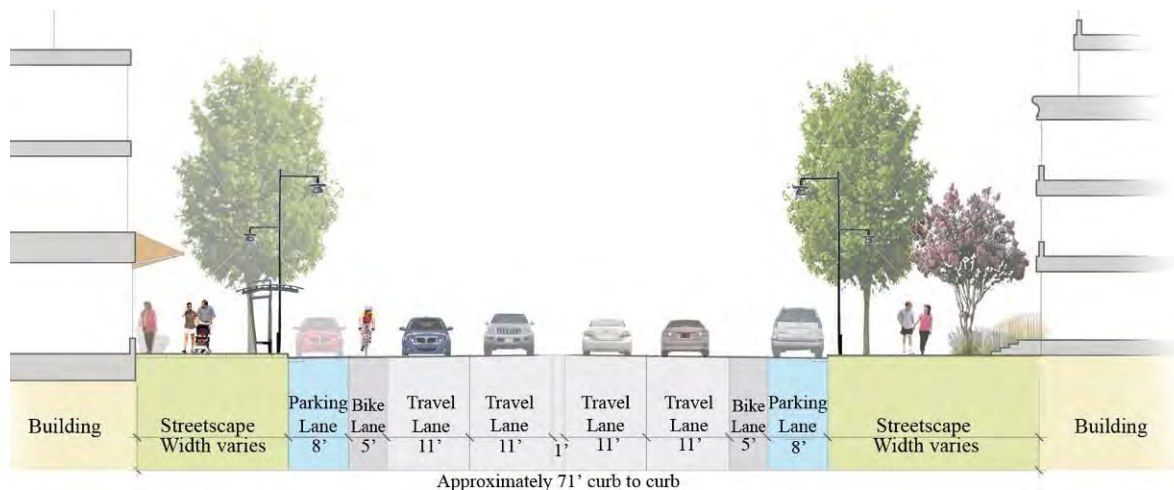 Building
Streetscape
Width varies
Parking
Lane
8’
Bike
Lane
5’
Travel
Lane
11’
Travel
Lane
11’
1’
Travel
Lane
11’
Travel
Lane
11’
Bike
Lane
5’
Parking
Lane
8’
Streetscape
Width varies
Building
Approximately 71’ curb to curb